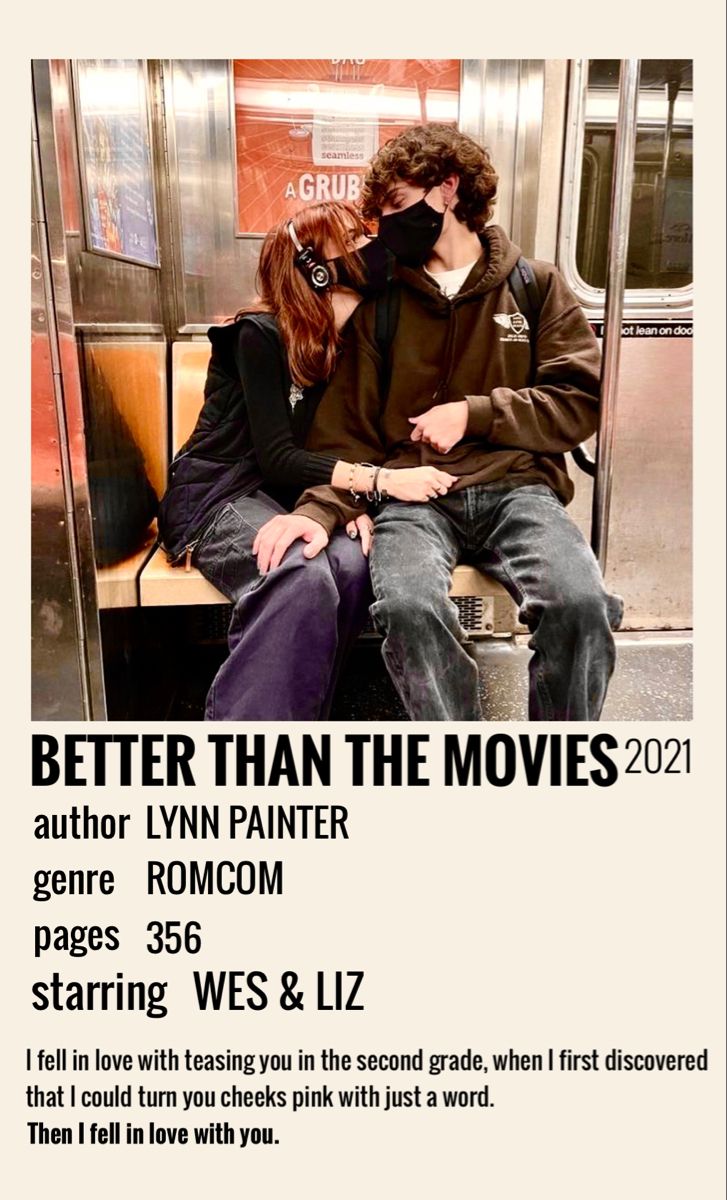 seamless
A GRUB
not lean on doo
BETTER THAN THE MOVIES 2021
author LYNN PAINTER
genre ROMCOM
pages 356
starring WES & LIZ
I fell in love with teasing you in the second grade, when I first discovered
that I could turn you cheeks pink with just a word.
Then I fell in love with you.